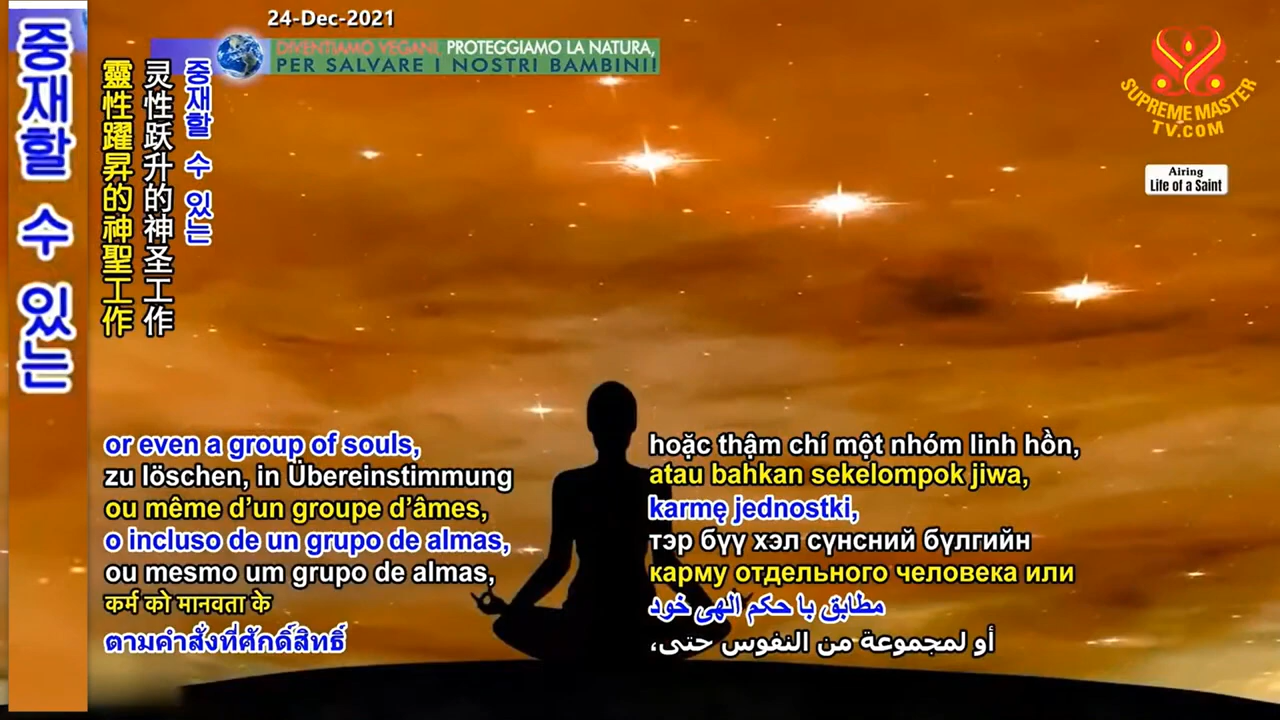 24-Dec-2021
DIVENTIAMO VEGANI, PROTEGGIAMO LA NATURA,
PER SALVARE I NOSTRI BAMBINI!
SUPREME MASTER
TV.COM
Airing
Life of a Saint
중재할 수 있는
靈性躍昇的神聖工作
灵性跃升的神圣工作
중재할 수 있는
or even a group of souls,
zu löschen, in Übereinstimmung
ou même d’un groupe d’âmes,
o incluso de un grupo de almas,
ou mesmo um grupo de almas,
कर्म को मानवता के
ตามคำสั่งที่ศักดิ์สิทธิ์
hoặc thậm chí một nhóm linh hồn,
atau bahkan sekelompok jiwa,
karmę jednostki,
тэр бүү хэл сүнсний бүлгийн
карму отдельного человека или
مطابق با حکم الهی خود
أو لمجموعة من النفوس حتى،